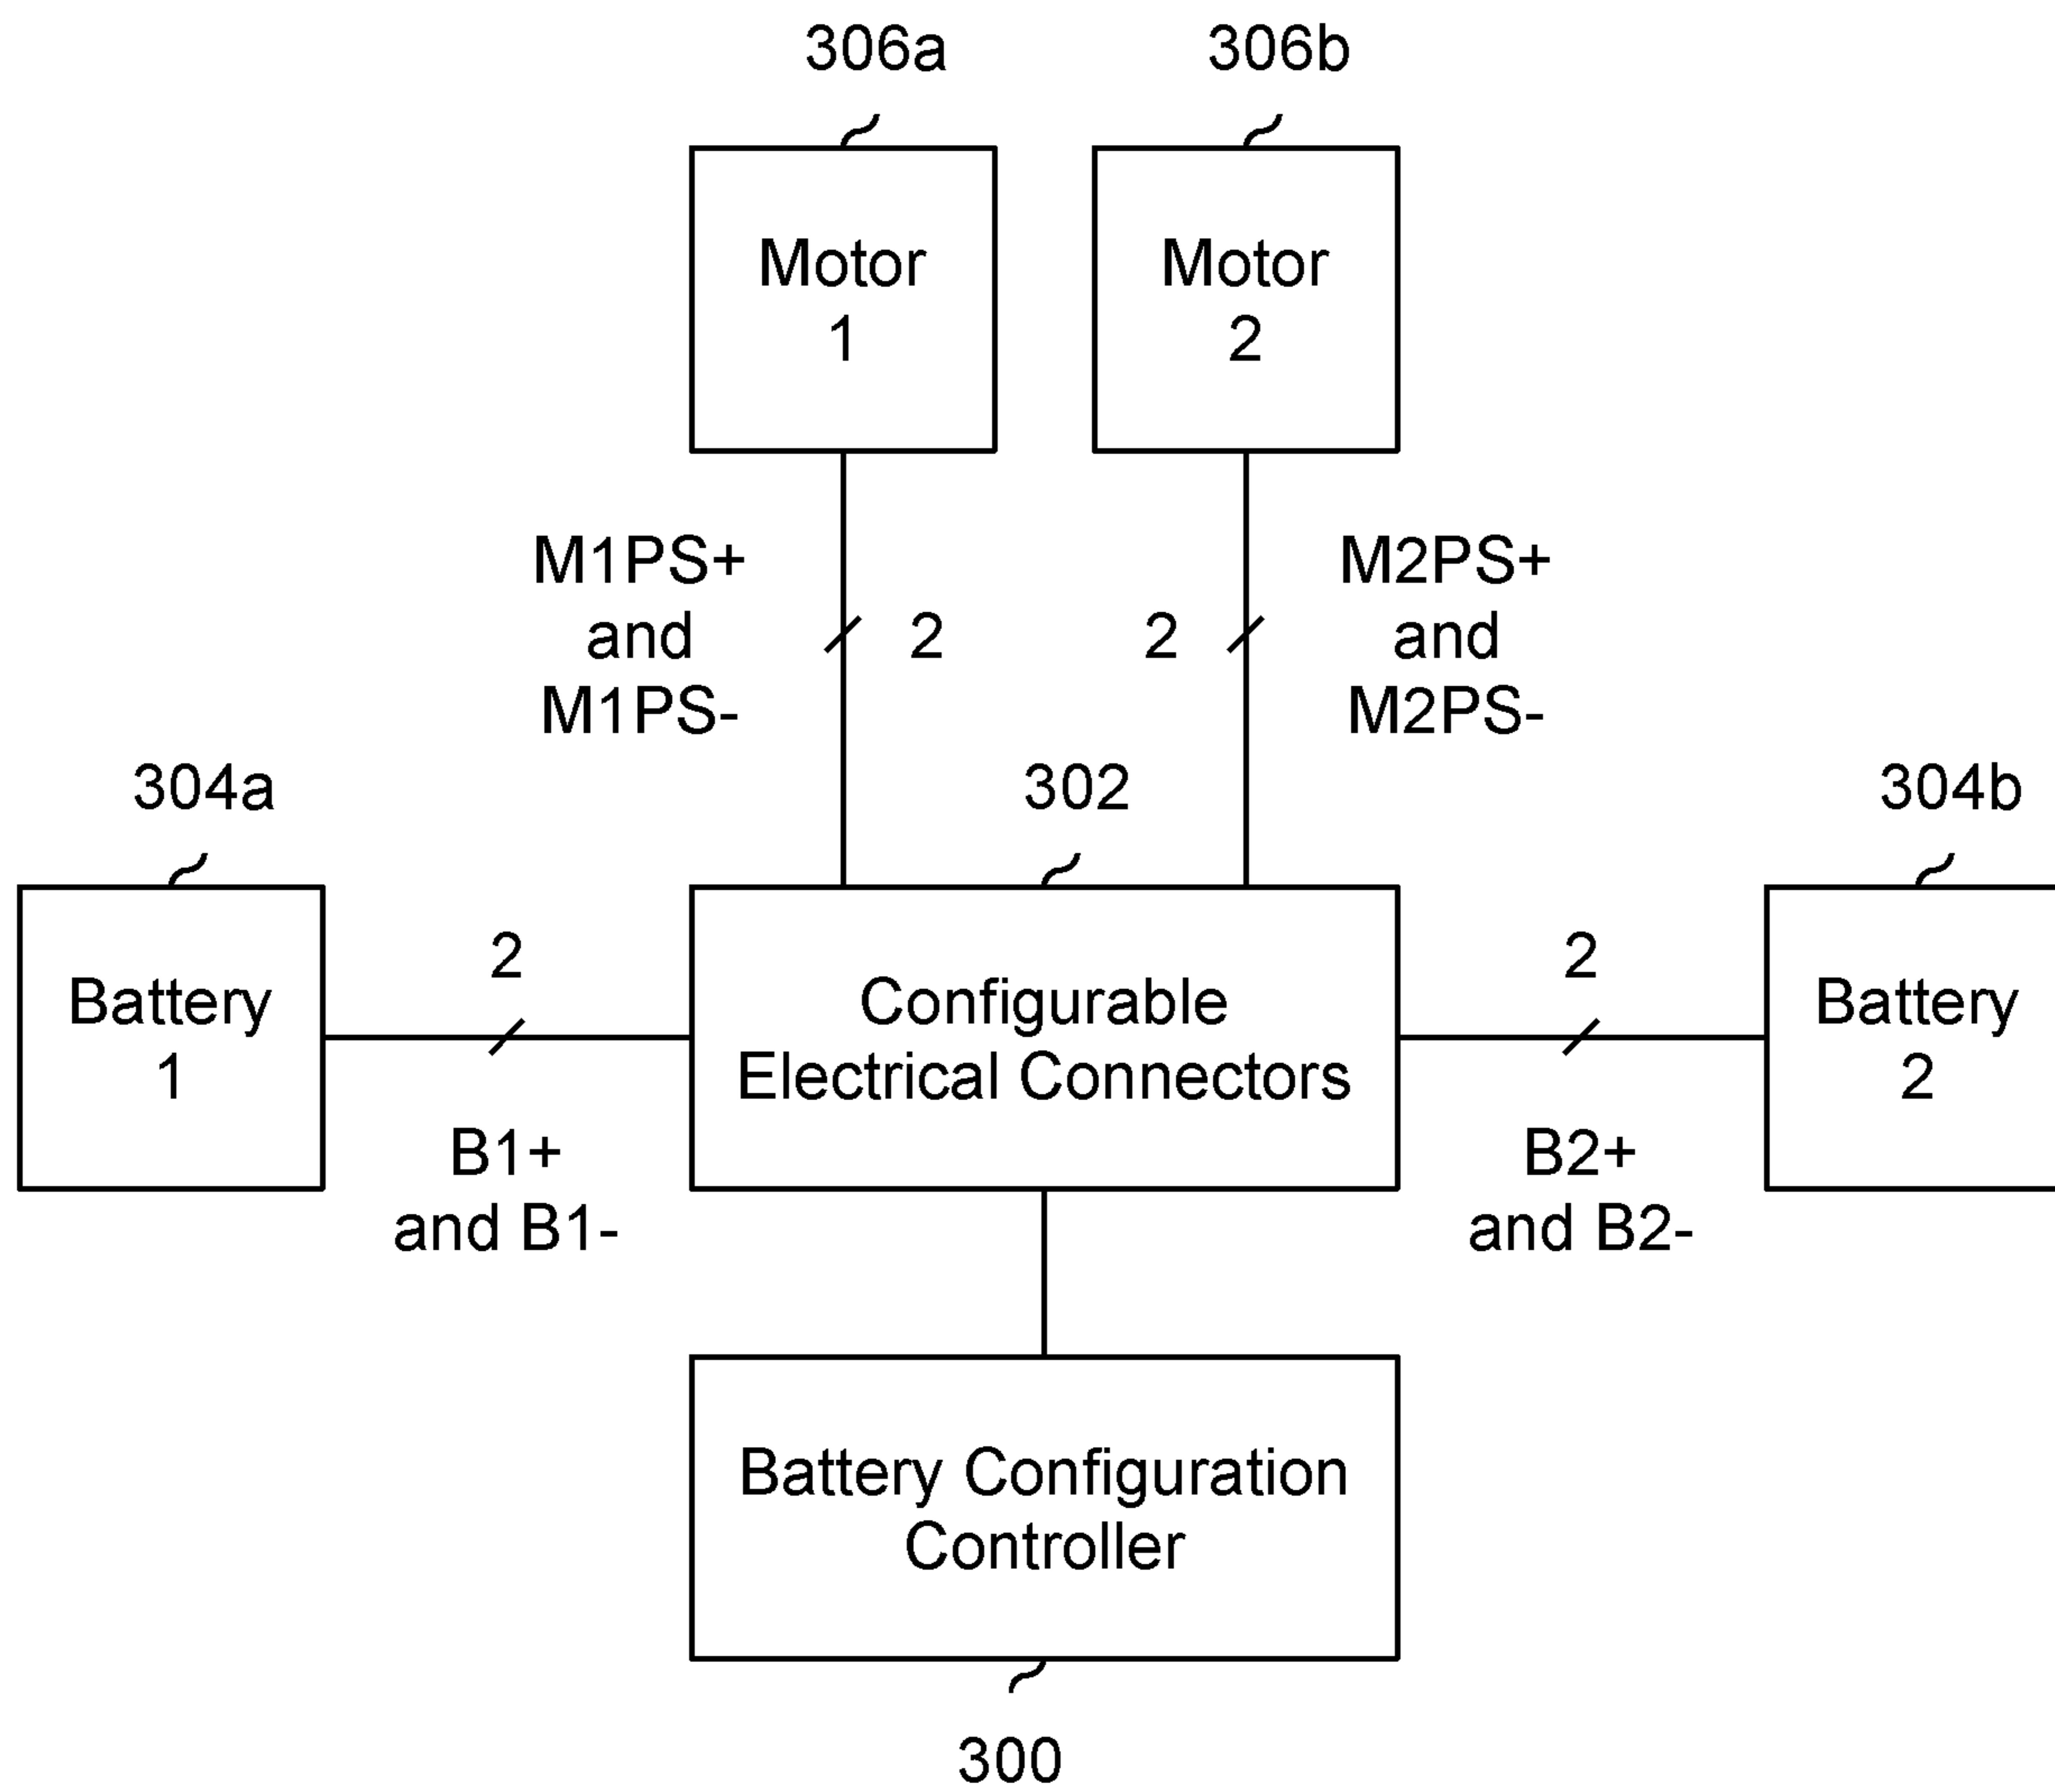 306a
306b
Motor
1
Motor
2
M1PS+
and
M1PS-
2
2
M2PS+
and
M2PS-
304a
302
304b
Battery
1
2
B1+
and B1-
Configurable
Electrical Connectors
2
B2+
and B2-
Battery
2
Battery Configuration
Controller
300